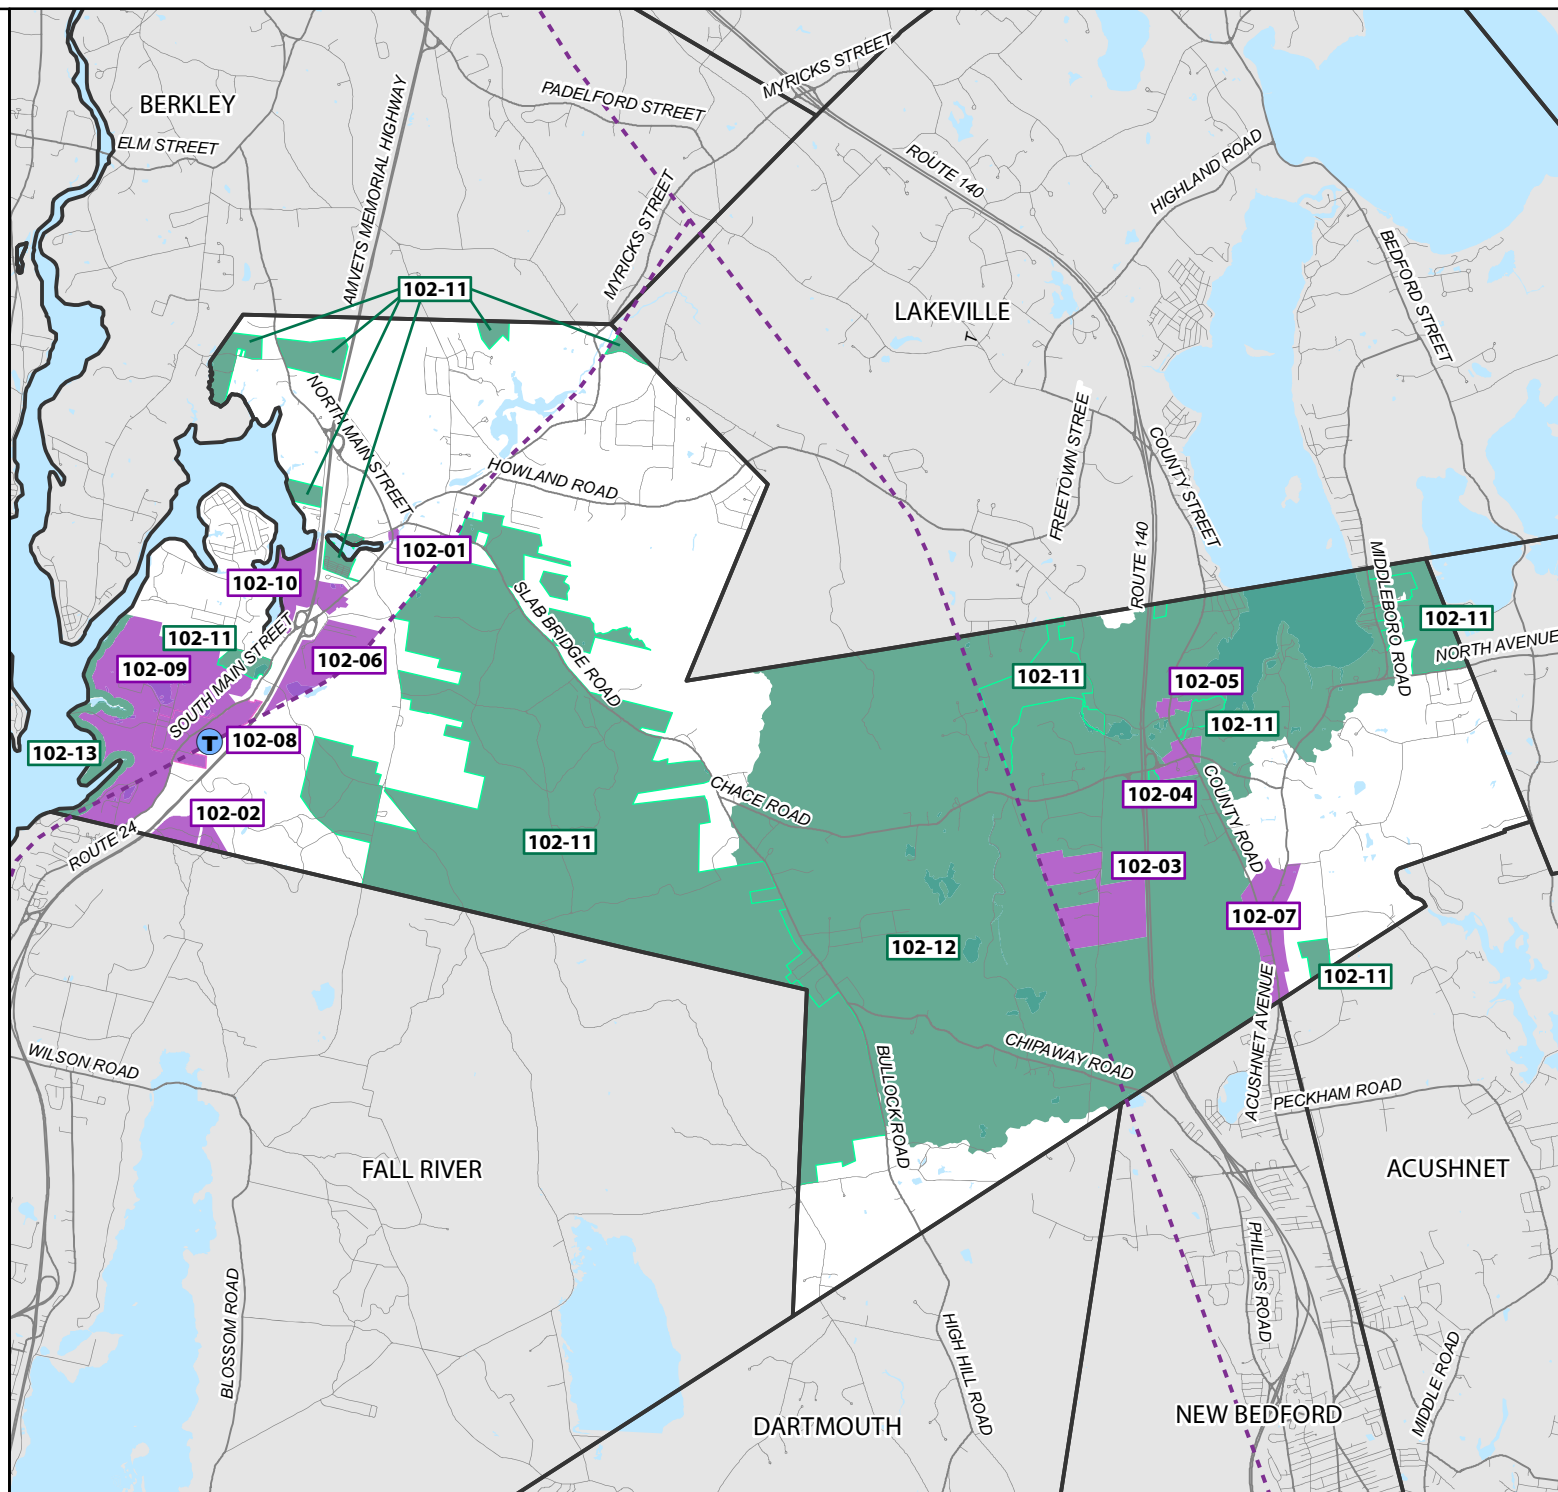 BERKLEY
ELM STREET
AMVETS MEMORIAL HIGHWAY
PADELFORD STREET
MYRICKS STREET
MYRICKS STREET
ROUTE 140
HIGHLAND ROAD
BEDFORD STREET
LAKEVILLE
T
102-11
NORTH MAIN STREET
HOWLAND ROAD
FREETOWN STREE
COUNTY STREET
ROUTE 140
MIDDLEBORO ROAD
NORTH AVENUE
102-01
102-10
102-11
102-09
102-06
SOUTH MAIN STREET
SLAB BRIDGE ROAD
102-11
102-05
102-11
102-11
102-13
T
102-08
102-02
ROUTE 24
CHACE ROAD
102-04
COUNTY ROAD
102-11
102-03
102-07
102-12
102-11
ACUSHNET AVENUE
WILSON ROAD
BULLOCK ROAD
CHIPAWAY ROAD
PECKHAM ROAD
FALL RIVER
ACUSHNET
BLOSSOM ROAD
HIGH HILL ROAD
PHILLIPS ROAD
MIDDLE ROAD
DARTMOUTH
NEW BEDFORD